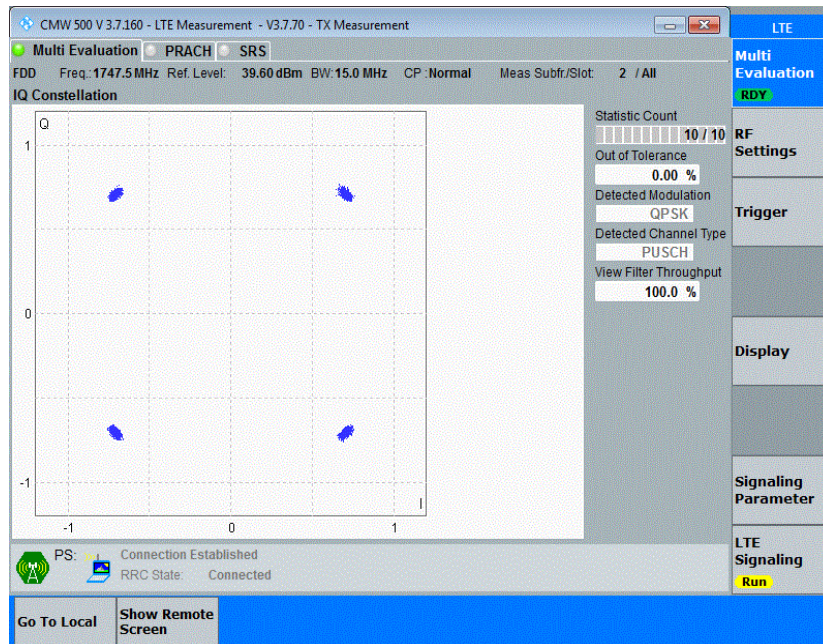 CMW 500 V 3.7.160 - LTE Measurement - V3.7.70 - TX Measurement
LTE
Multi Evaluation PRACH SRS
FDD Freq.: 1747.5 MHz Ref. Level: 39.60 dBm BW: 15.0 MHz CP : Normal Meas Subfr./Slot: 2 / All
IQ Constellation
Q
1
0
-1
I
-1 0 1
Statistic Count
10 / 10
Out of Tolerance
0.00 %
Detected Modulation
QPSK
Detected Channel Type
PUSCH
View Filter Throughput
100.0 %
Multi
Evaluation
RDY
RF
Settings
Trigger
Display
Signaling
Parameter
LTE
Signaling
Run
PS: Connection Established
RRC State: Connected
Go To Local
Show Remote
Screen